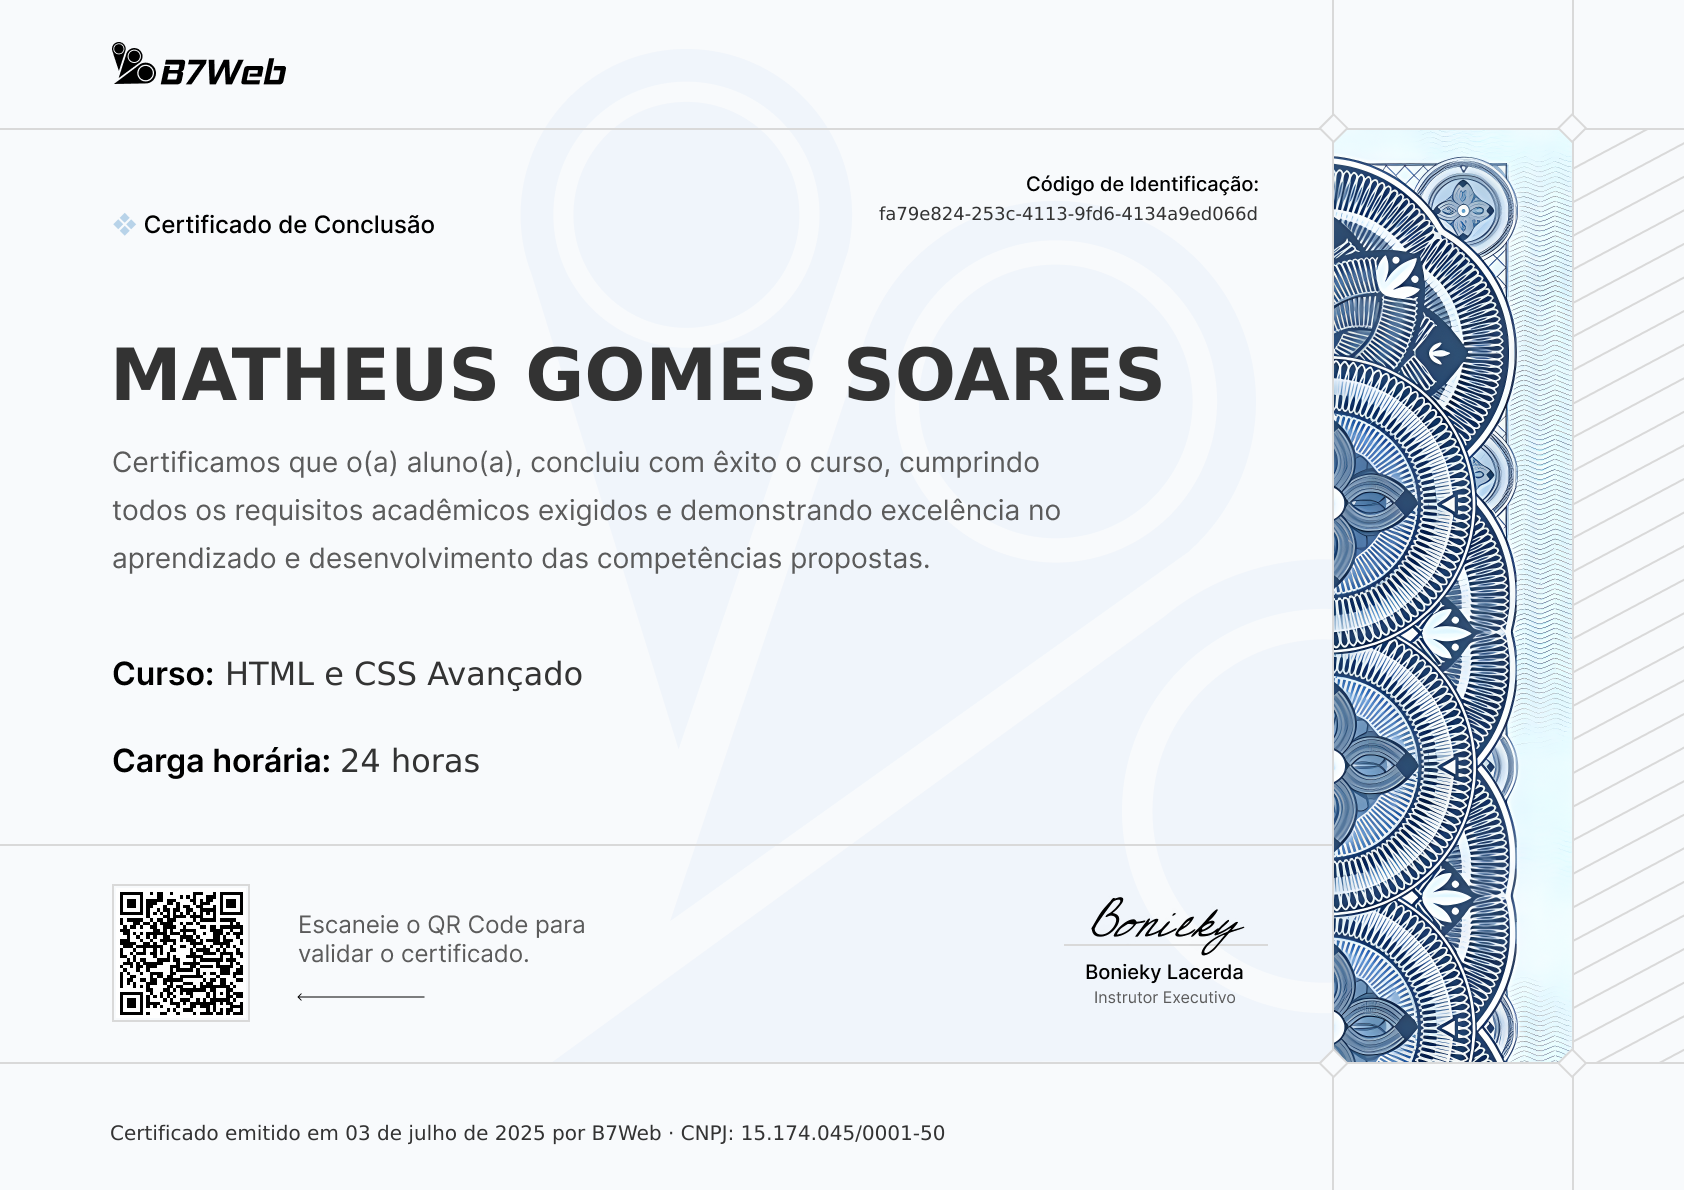 B7Web
Código de Identificação:
fa79e824-253c-4113-9fd6-4134a9ed066d
Certificado de Conclusão
MATHEUS GOMES SOARES
Certificamos que o(a) aluno(a), concluiu com êxito o curso, cumprindo
todos os requisitos acadêmicos exigidos e demonstrando excelência no
aprendizado e desenvolvimento das competências propostas.
Curso: HTML e CSS Avançado
Carga horária: 24 horas
Escaneie o QR Code para
validar o certificado.
Bonieky
Bonieky Lacerda
Instrutor Executivo
Certificado emitido em 03 de julho de 2025 por B7Web · CNPJ: 15.174.045/0001-50